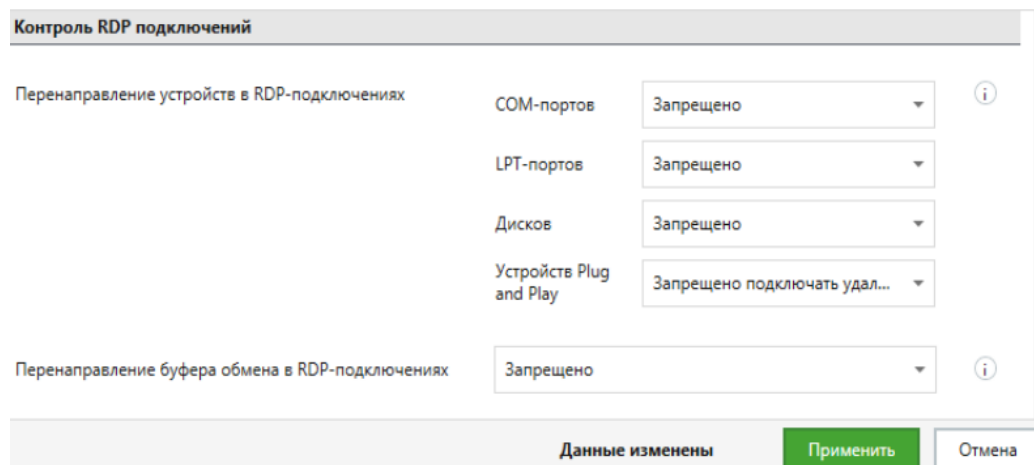 Контроль RDP подключений
Перенаправление устройств в RDP-подключениях
COM-портов
Запрещено
LPT-портов
Запрещено
Дисков
Запрещено
Устройств Plug
and Play
Запрещено подключать удал...
Перенаправление буфера обмена в RDP-подключениях
Запрещено
Данные изменены
Применить
Отмена